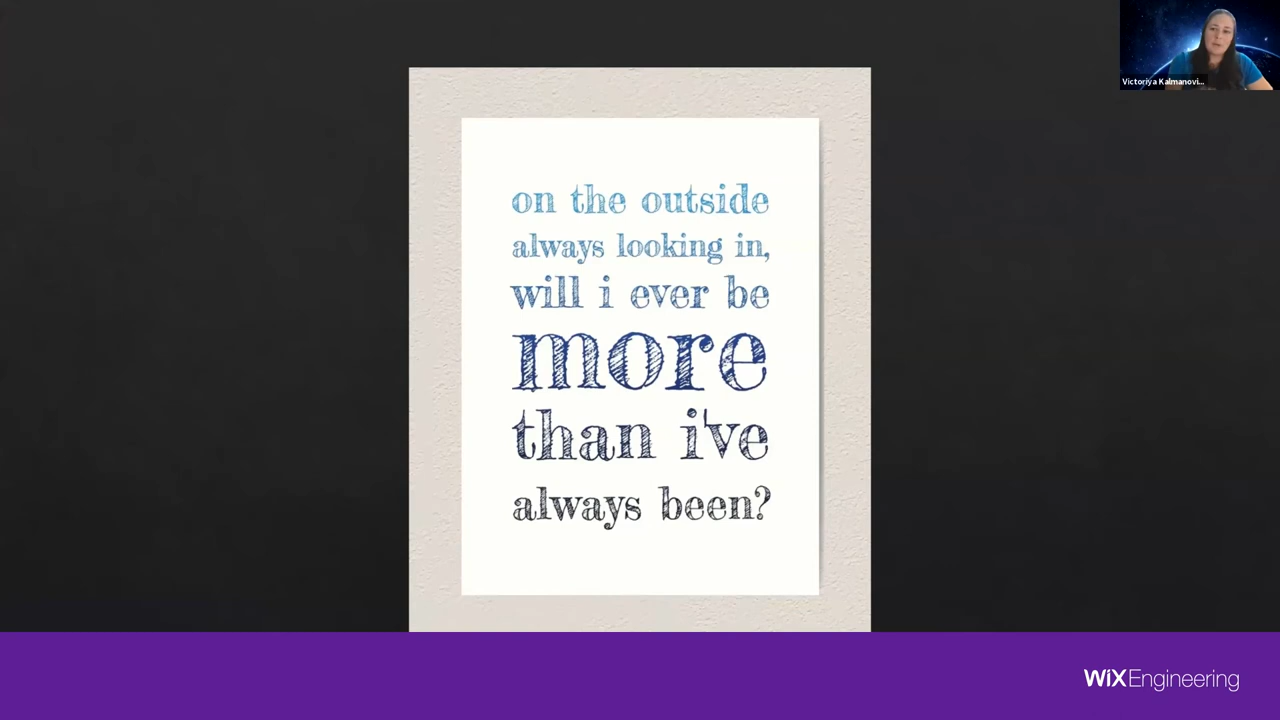 Victoriya Kalmanovi...
on the outside
always looking in,
will i ever be
more
than i've
always been?
WiX Engineering